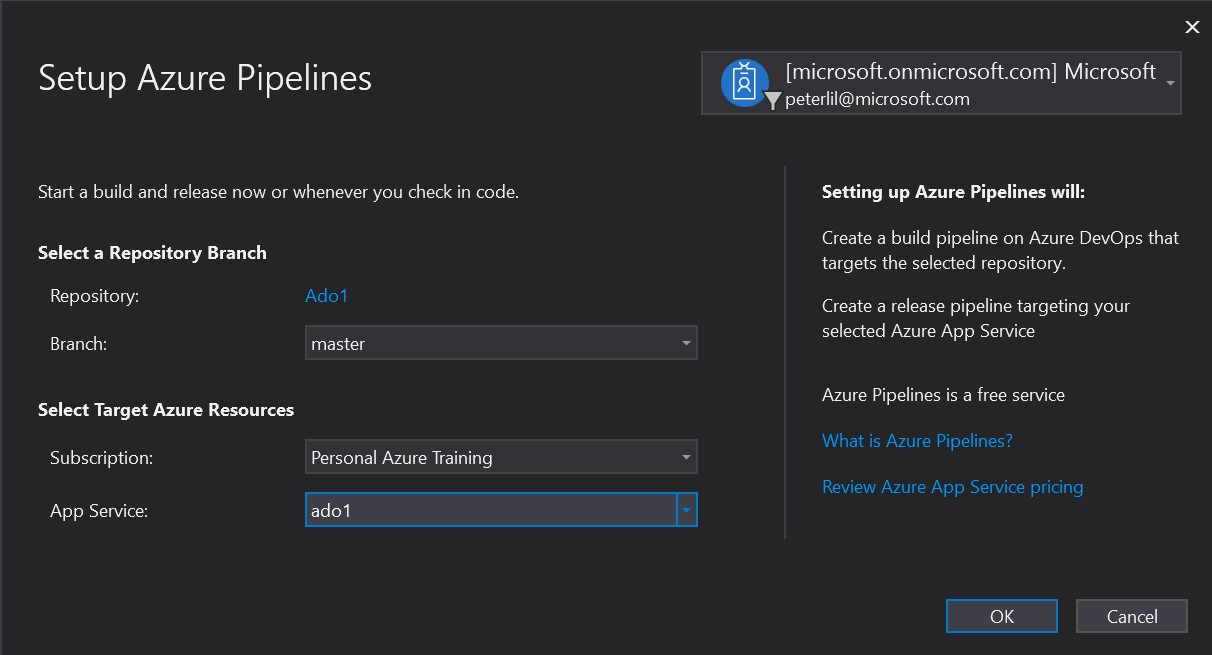 Setup Azure Pipelines
[microsoft.onmicrosoft.com] Microsoft
peterlil@microsoft.com
Start a build and release now or whenever you check in code.
Select a Repository Branch
Repository: Ado1
Branch: master
Select Target Azure Resources
Subscription: Personal Azure Training
App Service: ado1
Setting up Azure Pipelines will:
Create a build pipeline on Azure DevOps that
targets the selected repository.
Create a release pipeline targeting your
selected Azure App Service
Azure Pipelines is a free service
What is Azure Pipelines?
Review Azure App Service pricing
OK Cancel